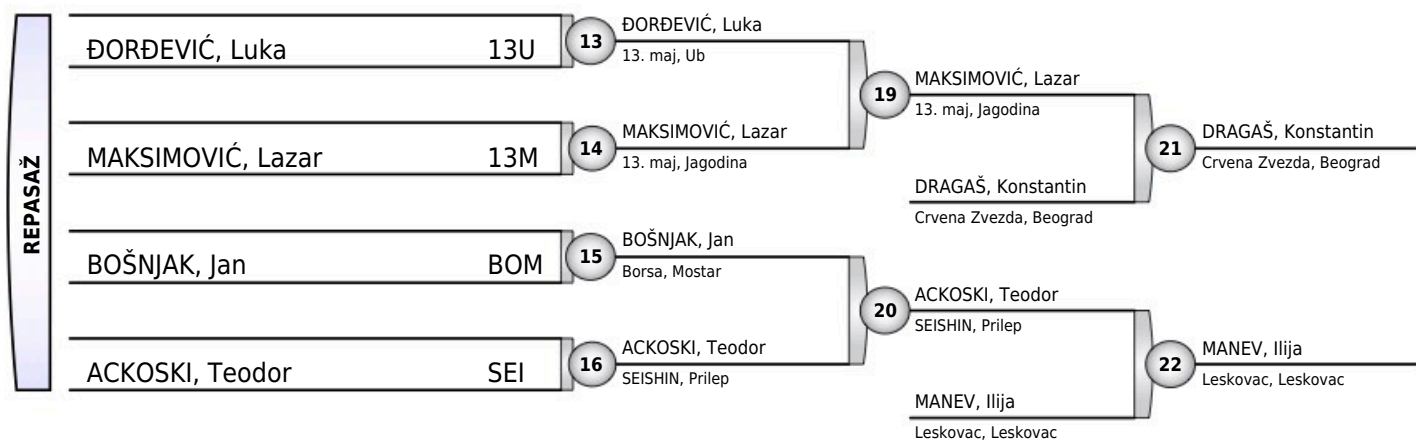 REPASAŽ
ĐORĐEVIĆ, Luka 13U
MAKSIMOVIĆ, Lazar 13M
BOŠNJAK, Jan BOM
ACKOSKI, Teodor SEI
13
ĐORĐEVIĆ, Luka
13. maj, Ub
14
MAKSIMOVIĆ, Lazar
13. maj, Jagodina
15
BOŠNJAK, Jan
Borsa, Mostar
16
ACKOSKI, Teodor
SEISHIN, Prilep
19
MAKSIMOVIĆ, Lazar
13. maj, Jagodina
DRAGAŠ, Konstantin
Crvena Zvezda, Beograd
20
ACKOSKI, Teodor
SEISHIN, Prilep
MANEV, Ilija
Leskovac, Leskovac
21
DRAGAŠ, Konstantin
Crvena Zvezda, Beograd
22
MANEV, Ilija
Leskovac, Leskovac